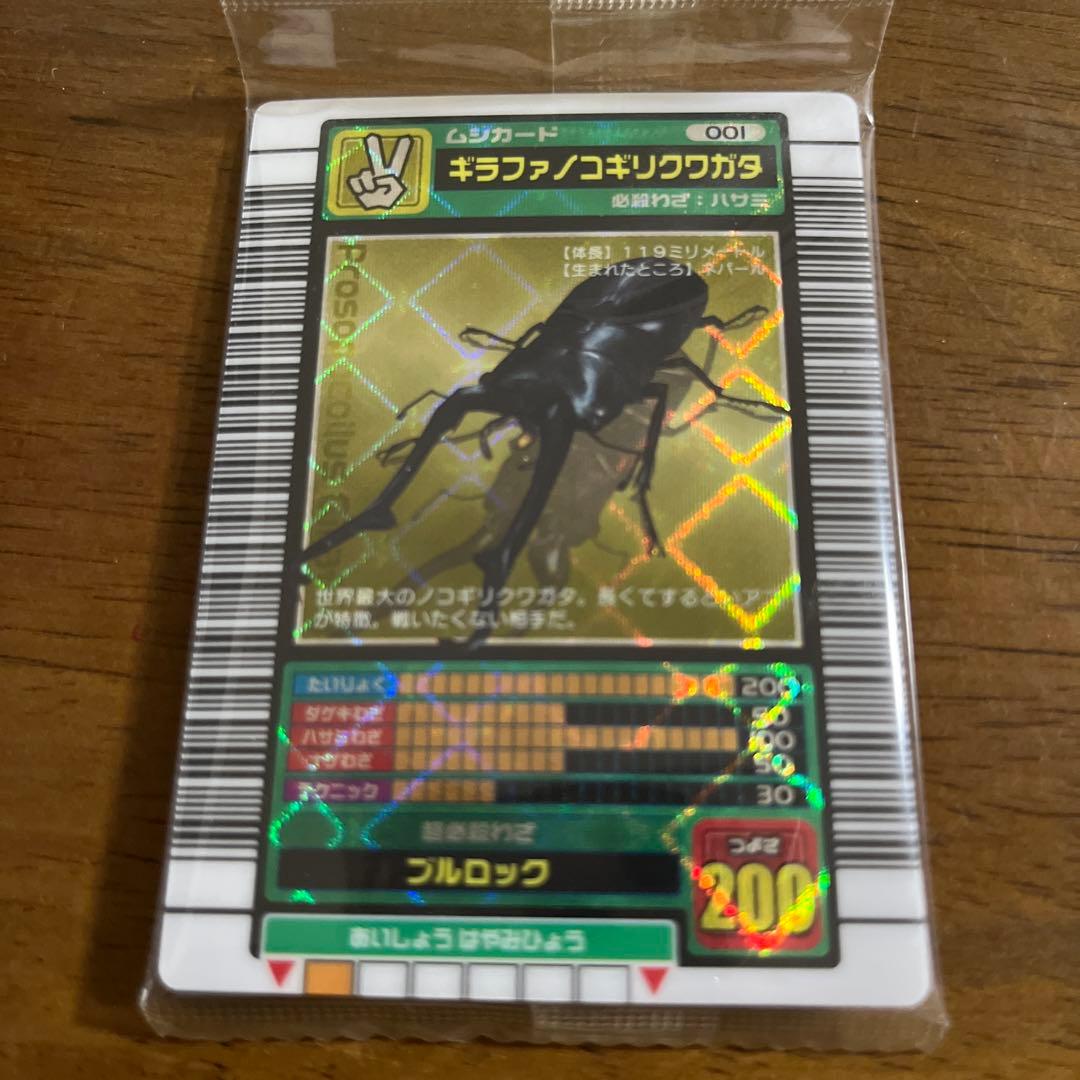 ムシカード
001
ギラファノコギリクワガタ
必殺わざ:ハサミ
【体長】119ミリメートル
【生まれたところ】ネパール
世界最大のノコギリクワガタ。長くてするどいアゴ
が特徴。戦いたくない相手だ。
たいりょく 200
ダゲキわざ 50
ハサミわざ 100
なげわざ 50
テクニック 30
超必殺わざ
ブルロック
つよさ
200
あいしょうはやみひょう